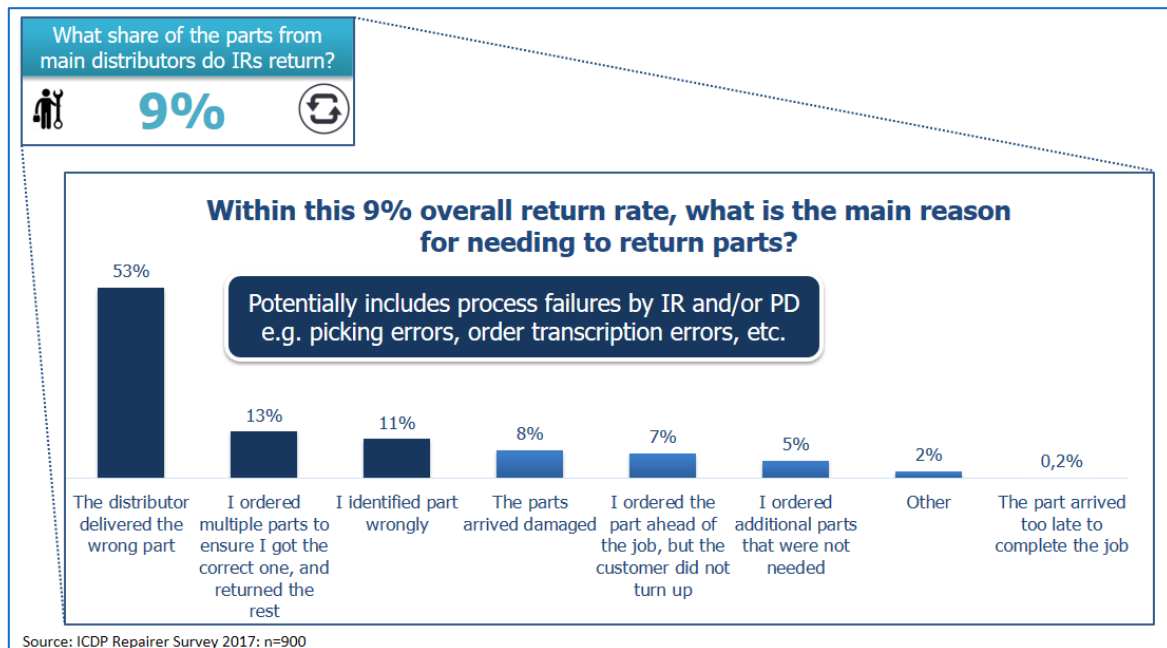 What share of the parts from
main distributors do IRs return?
9%
Within this 9% overall return rate, what is the main reason
for needing to return parts?
Potentially includes process failures by IR and/or PD
e.g. picking errors, order transcription errors, etc.
53%
13%
11%
8%
7%
5%
2%
0,2%
The distributor
delivered the
wrong part
I ordered
multiple parts to
ensure I got the
correct one, and
returned the
rest
I identified part
wrongly
The parts
arrived damaged
I ordered the
part ahead of
the job, but the
customer did not
turn up
I ordered
additional parts
that were not
needed
Other
The part arrived
too late to
complete the job
Source: ICDP Repairer Survey 2017: n=900